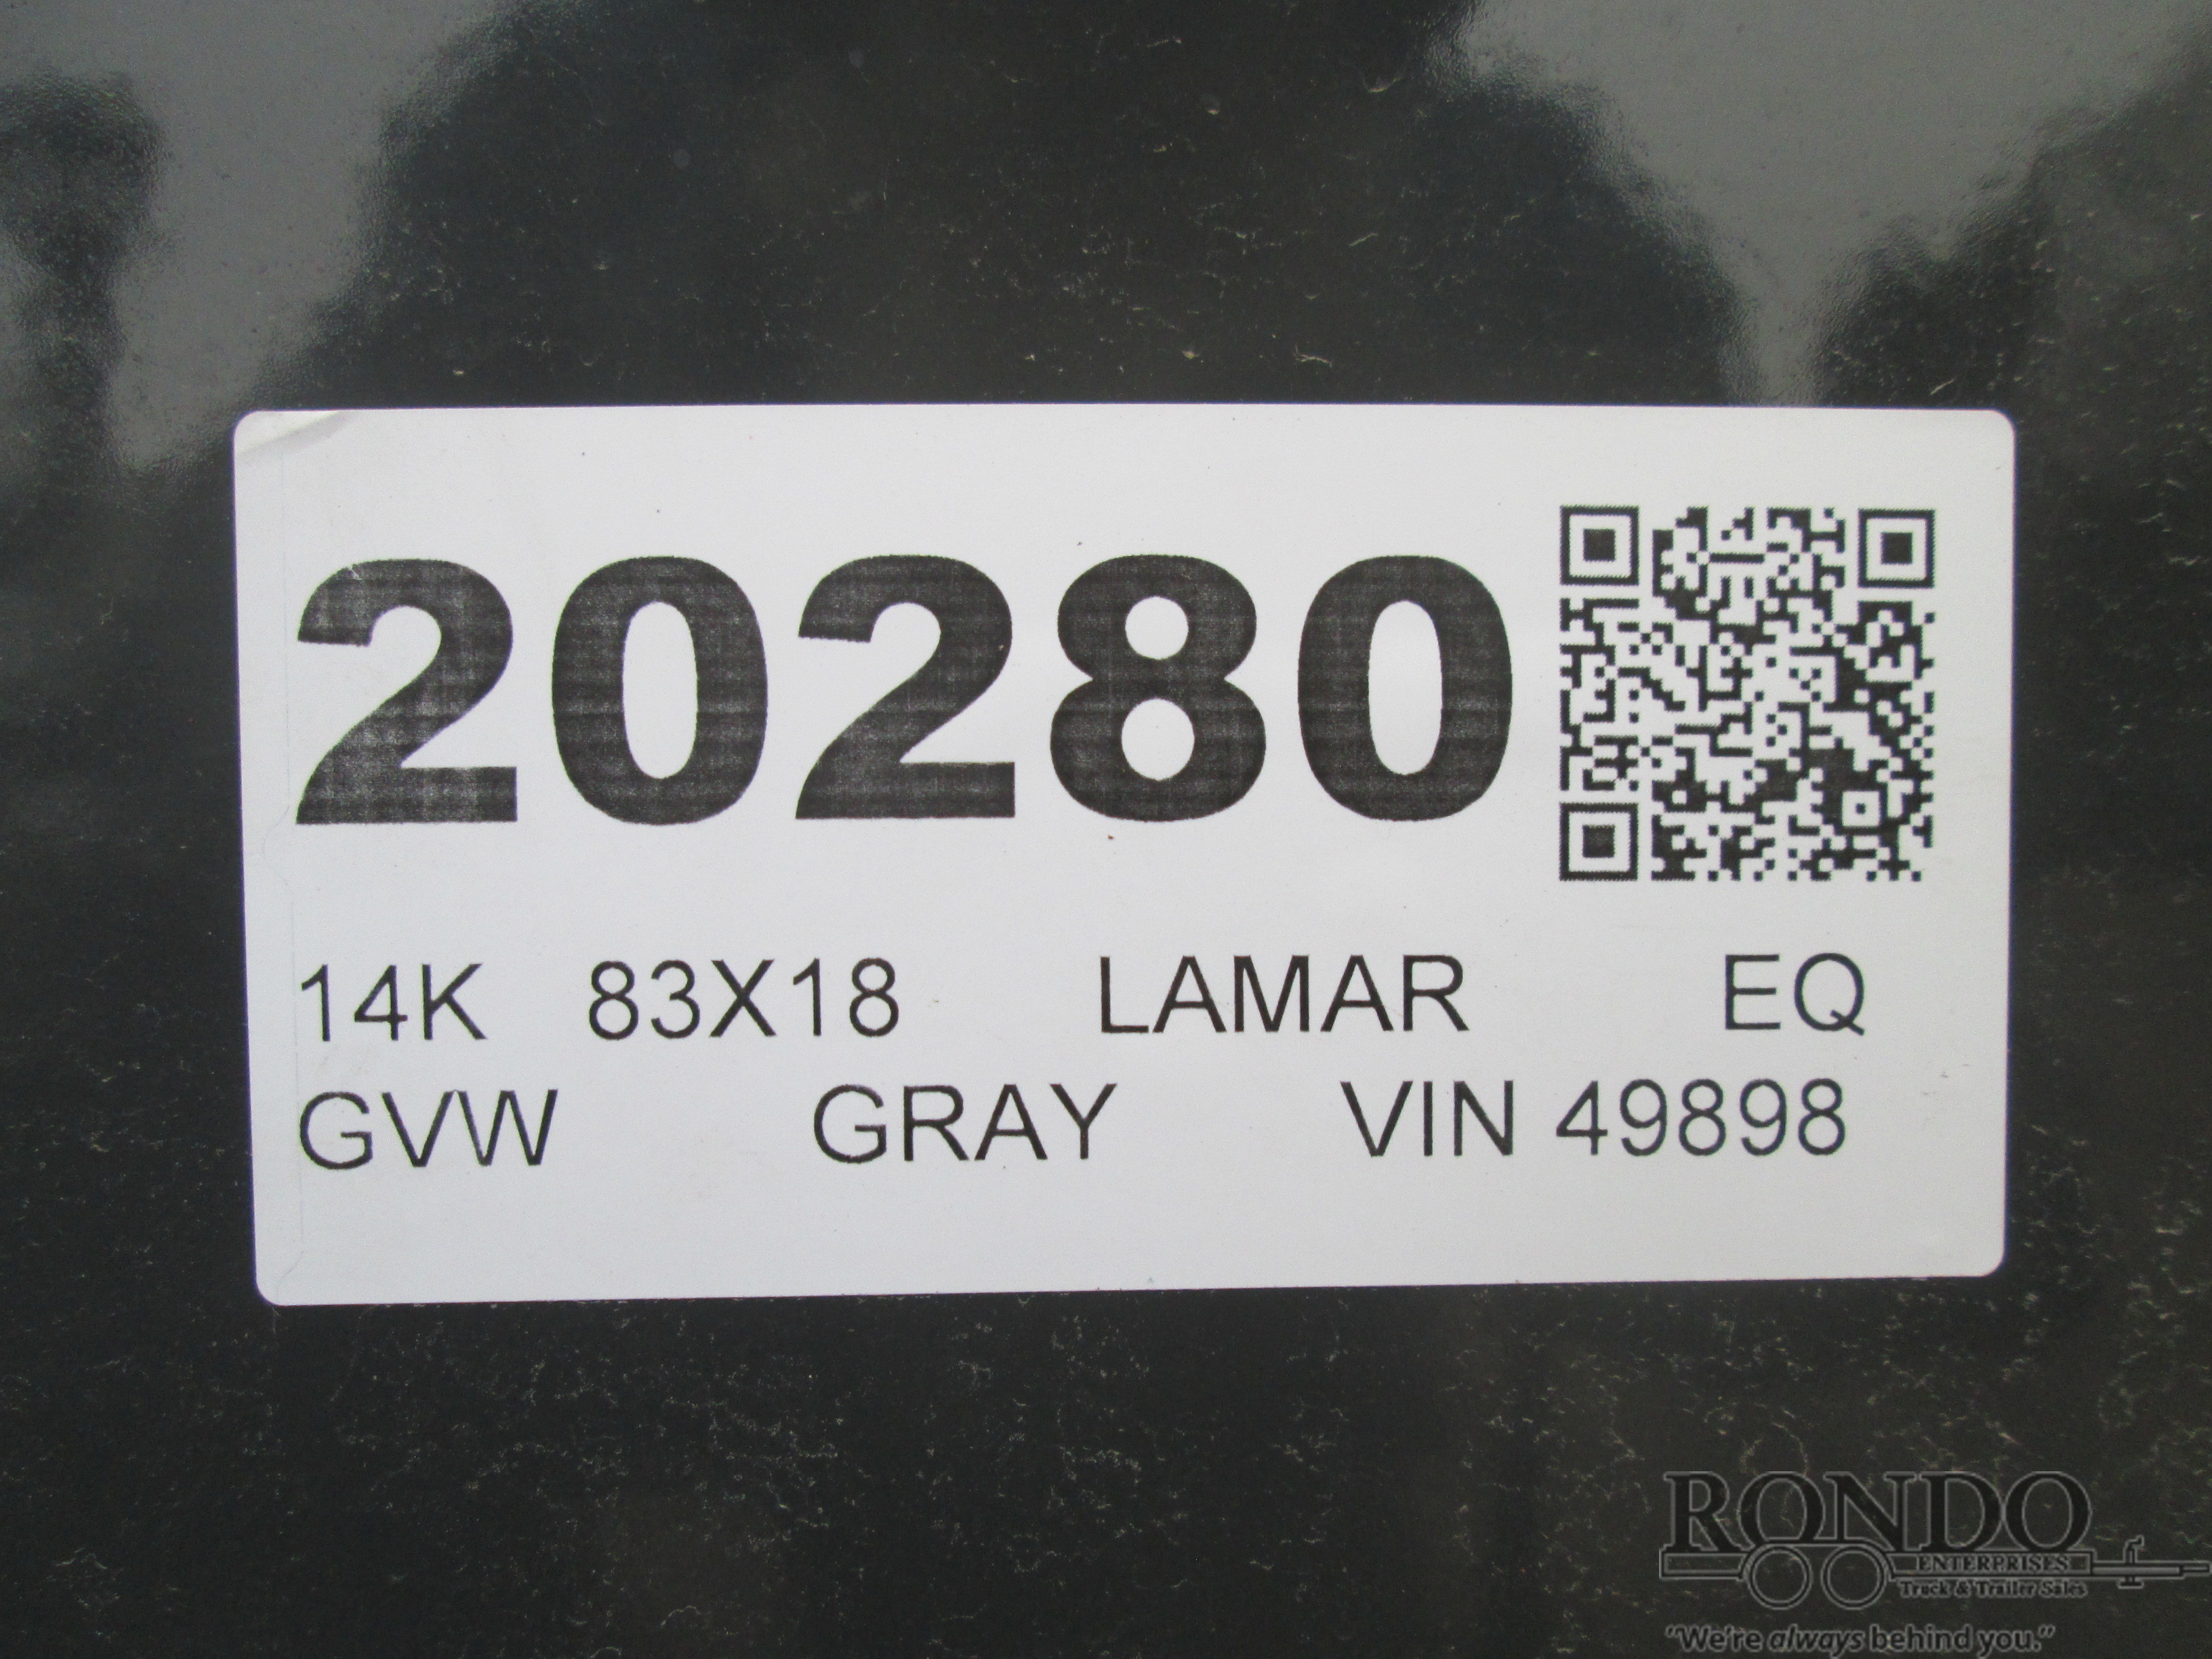 20280
14K 83X18 LAMAR EQ
GVW GRAY VIN 49898
RONDO
ENTERPRISES
Truck & Trailer Sales
"We're always behind you."